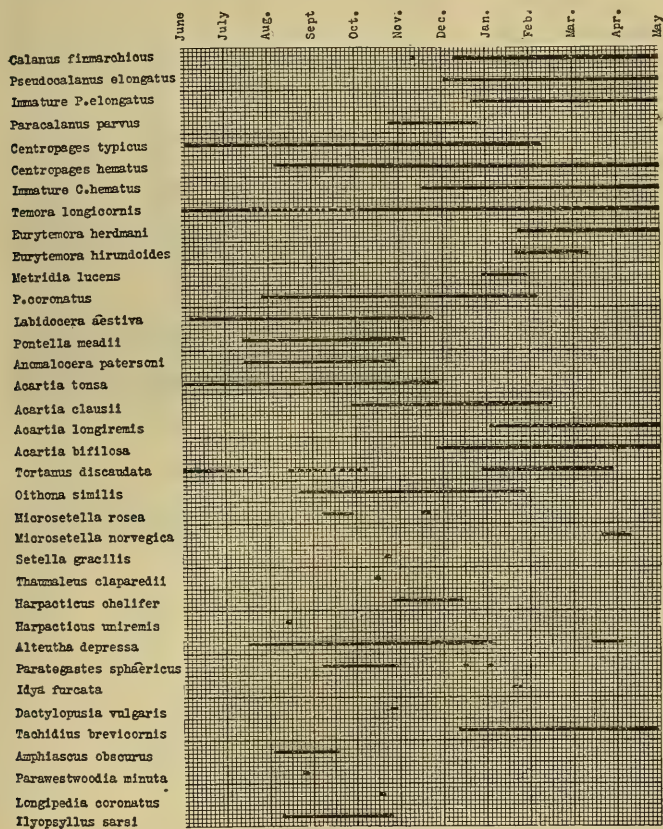 June July Aug. Sept Oct. Nov. Dec. Jan. Feb. Mar. Apr. May
Calanus finmarchious
Pseudocalanus elongatus
Immature P.elongatus
Paracalanus parvus
Centropages typicus
Centropages hematus
Immature C.hematus
Temora longicornis
Eurytemora herdmani
Eurytemora hirundoides
Metridia lucens
P.coronatus
Labidocera aestiva
Pontella meadii
Anomalocera patersoni
Acartia tonsa
Acartia clausii
Acartia longiremis
Acartia bifilosa
Tortanus discaudata
Oithona similis
Microsetella rosea
Microsetella norvegica
Setella gracilis
Thaumaleus claparedii
Harpacticus chelifer
Harpacticus uniremis
Alteutha depressa
Parategastes sphaericus
Idya furcata
Dactylopusia vulgaris
Tachidius brevicornis
Amphiascus obscurus
Parawestwoodia minuta
Longipedia coronatus
Ilyopsyllus sarsi